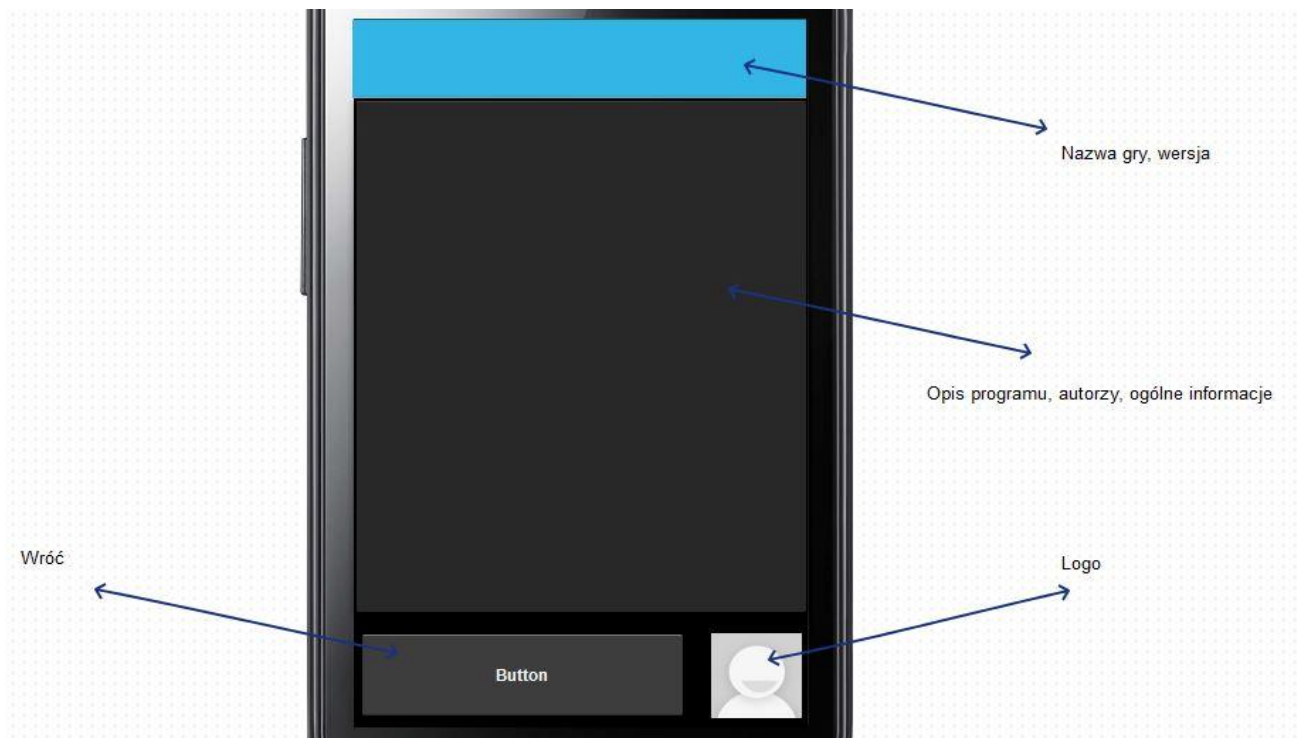 Nazwa gry, wersja
Opis programu, autorzy, ogólne informacje
Wróć
Logo
Button